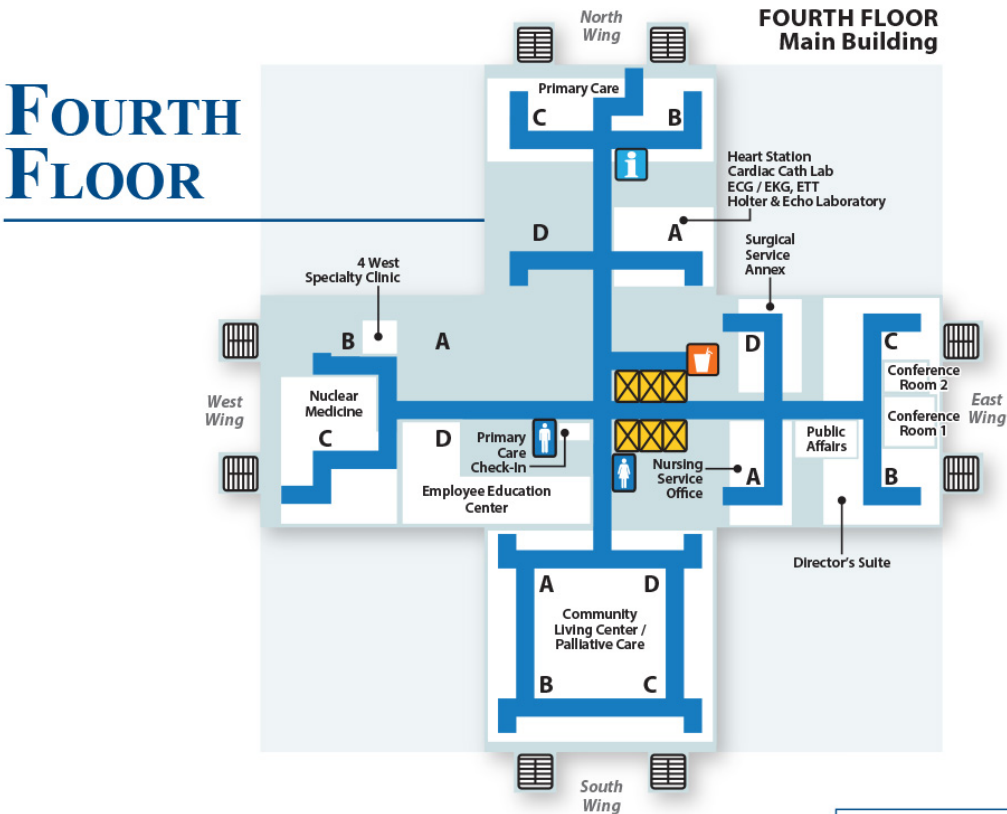 FOURTH
FLOOR
FOURTH FLOOR
Main Building
North
Wing
Primary Care
C
B
i
Heart Station
Cardiac Cath Lab
ECG / EKG, ETT
Holter & Echo Laboratory
D
A
Surgical
Service
Annex
4 West
Specialty Clinic
B
A
D
C
Conference
Room 2
West
Wing
Nuclear
Medicine
C
D
Primary
Care
Check-In
Conference
Room 1
East
Wing
Public
Affairs
Nursing
Service
Office
A
B
Employee Education
Center
Director's Suite
A
D
Community
Living Center /
Palliative Care
B
C
South
Wing